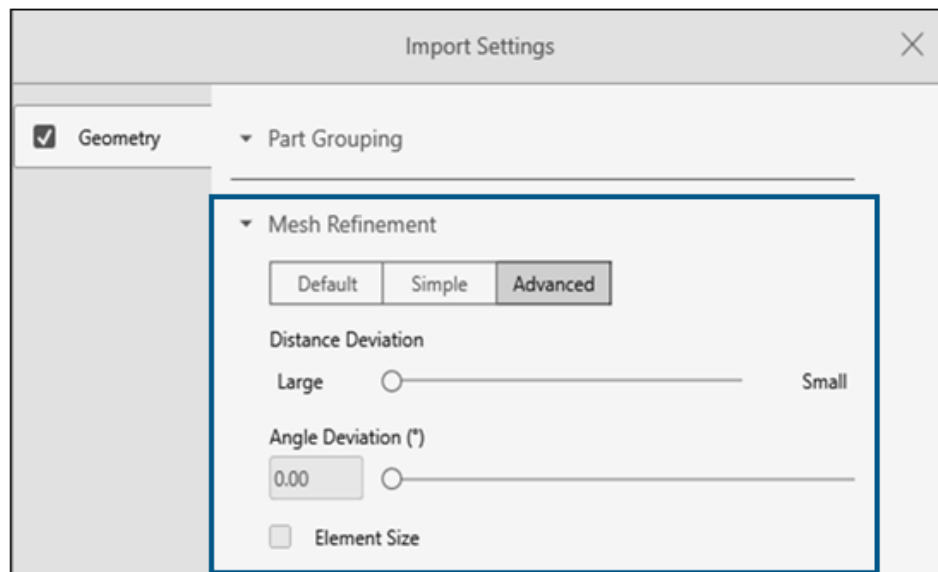 Import Settings
Geometry
Part Grouping
Mesh Refinement
Default Simple Advanced
Distance Deviation
Large Small
Angle Deviation (°)
0.00
Element Size